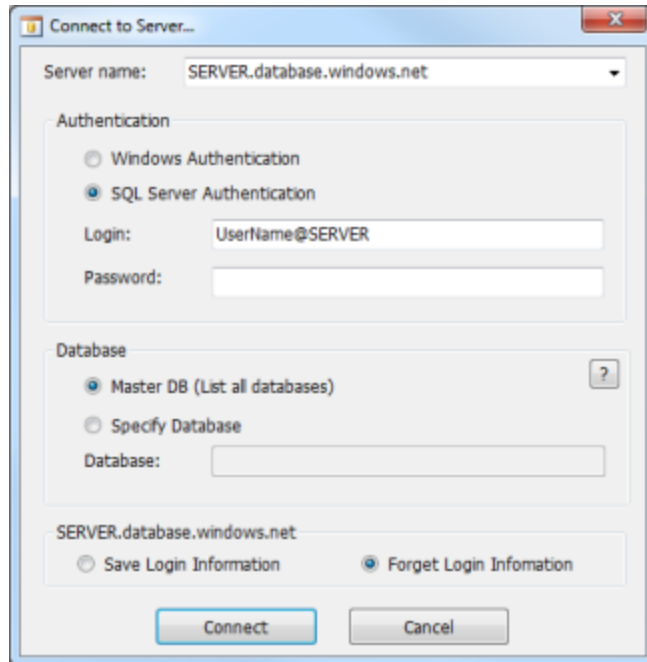 Connect to Server...
Server name: SERVER.database.windows.net
Authentication
Windows Authentication
SQL Server Authentication
Login: UserName@SERVER
Password:
Database
?
Master DB (List all databases)
Specify Database
Database:
SERVER.database.windows.net
Save Login Information Forget Login Infomation
Connect Cancel